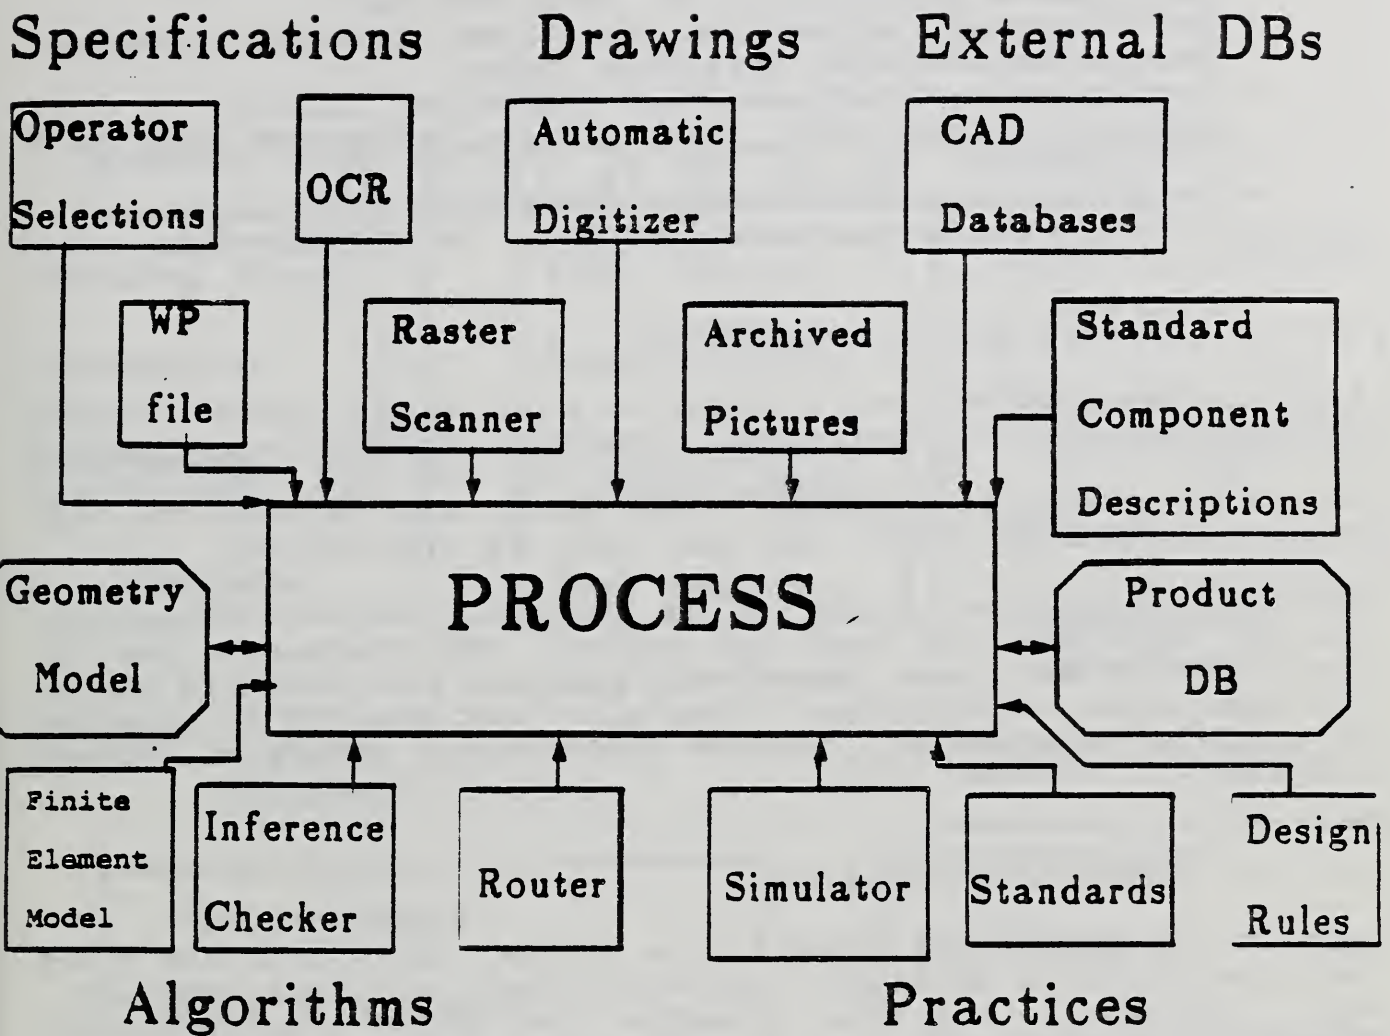 Specifications Drawings External DBs
Operator
Selections
OCR
Automatic
Digitizer
CAD
Databases
WP
file
Raster
Scanner
Archived
Pictures
Standard
Component
Descriptions
PROCESS
Geometry
Model
Product
DB
Finite
Element
Model
Inference
Checker
Router
Simulator
Standards
Design
Rules
Algorithms Practices